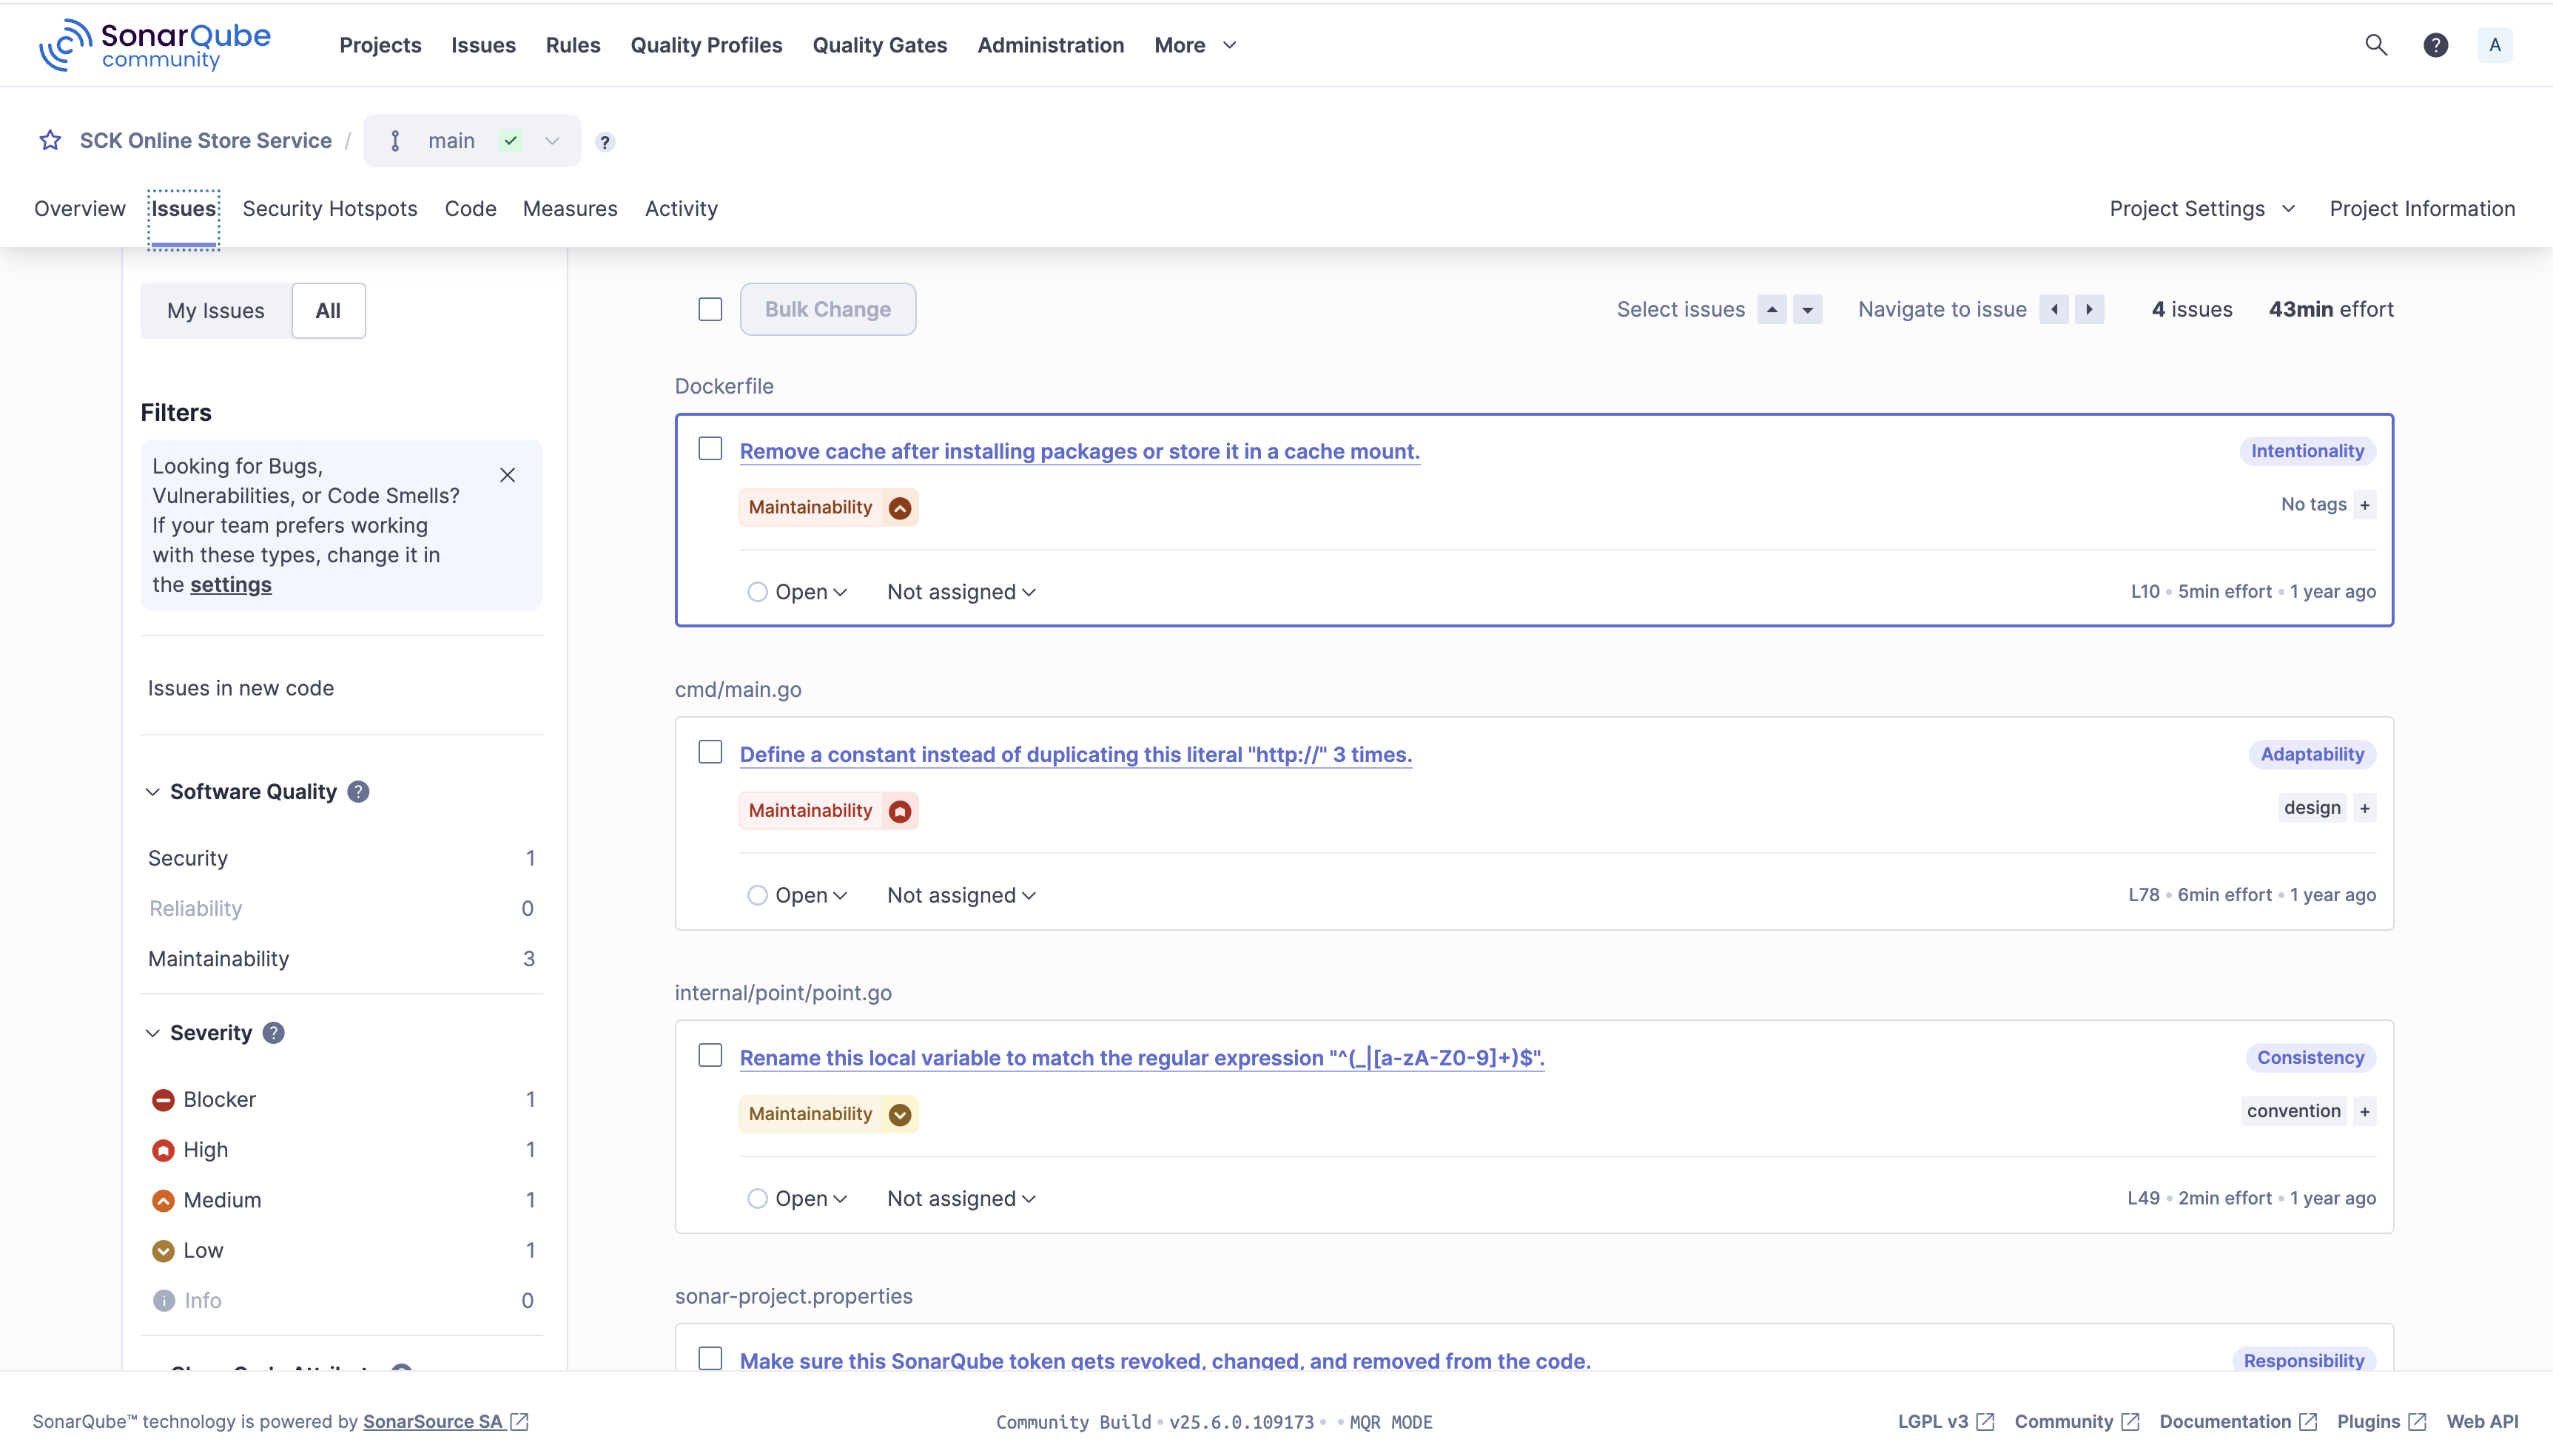 SonarQube community
Projects Issues Rules Quality Profiles Quality Gates Administration More ? A
SCK Online Store Service / main ?
Overview Issues Security Hotspots Code Measures Activity Project Settings Project Information
My Issues All
Filters
Looking for Bugs,
Vulnerabilities, or Code Smells?
If your team prefers working
with these types, change it in
the settings
Issues in new code
Software Quality ?
Security 1
Reliability 0
Maintainability 3
Severity ?
Blocker 1
High 1
Medium 1
Low 1
Info 0
Bulk Change Select issues Navigate to issue 4 issues 43min effort
Dockerfile
Remove cache after installing packages or store it in a cache mount. Intentionality
Maintainability No tags +
Open Not assigned L10 • 5min effort • 1 year ago
cmd/main.go
Define a constant instead of duplicating this literal "http://" 3 times. Adaptability
Maintainability design +
Open Not assigned L78 • 6min effort • 1 year ago
internal/point/point.go
Rename this local variable to match the regular expression "^(_|[a-zA-Z0-9]+)$". Consistency
Maintainability convention +
Open Not assigned L49 • 2min effort • 1 year ago
sonar-project.properties
Make sure this SonarQube token gets revoked, changed, and removed from the code. Responsibility
SonarQube™ technology is powered by SonarSource SA
Community Build • v25.6.0.109173 • • MQR MODE
LGPL v3 Community Documentation Plugins Web API